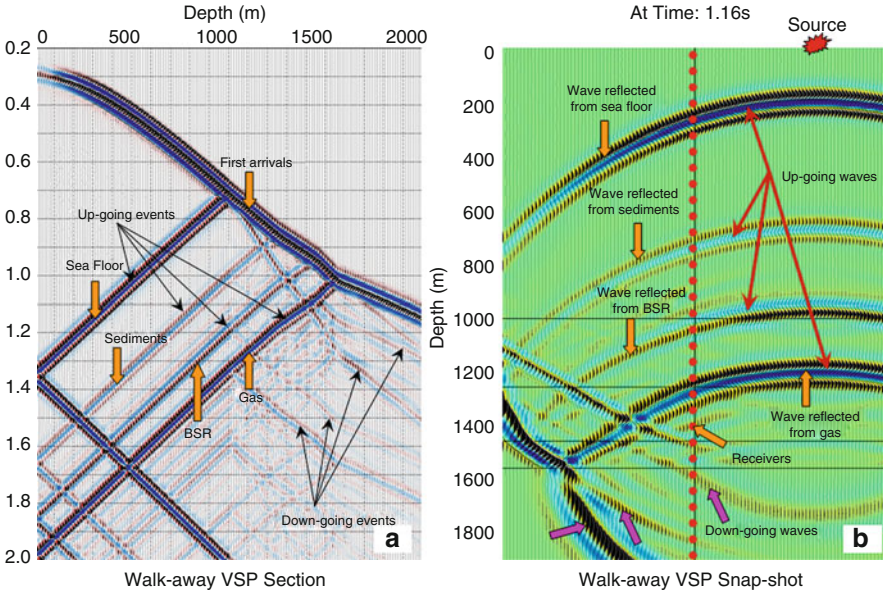 Depth (m)
0 500 1000 1500 2000
0.2
0.4
0.6
0.8
1.0
1.2
1.4
1.6
1.8
2.0
First arrivals
Up-going events
Sea Floor
Sediments
BSR
Gas
Down-going events
a
Walk-away VSP Section
At Time: 1.16s
Source
Depth (m)
0
200
400
600
800
1000
1200
1400
1600
1800
Wave reflected
from sea floor
Up-going waves
Wave reflected
from sediments
Wave reflected
from BSR
Wave reflected
from gas
Receivers
Down-going waves
b
Walk-away VSP Snap-shot